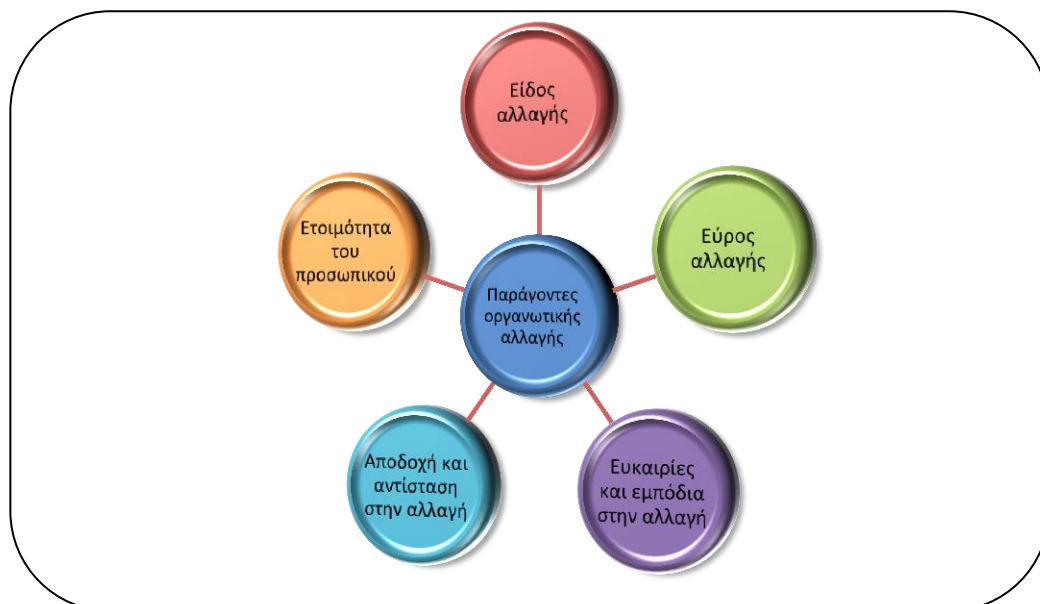 Είδος
αλλαγής
Εύρος
αλλαγής
Ετοιμότητα
του
προσωπικού
Παράγοντες
οργανωτικής
αλλαγής
Αποδοχή και
αντίσταση
στην αλλαγή
Ευκαιρίες
και εμπόδια
στην αλλαγή